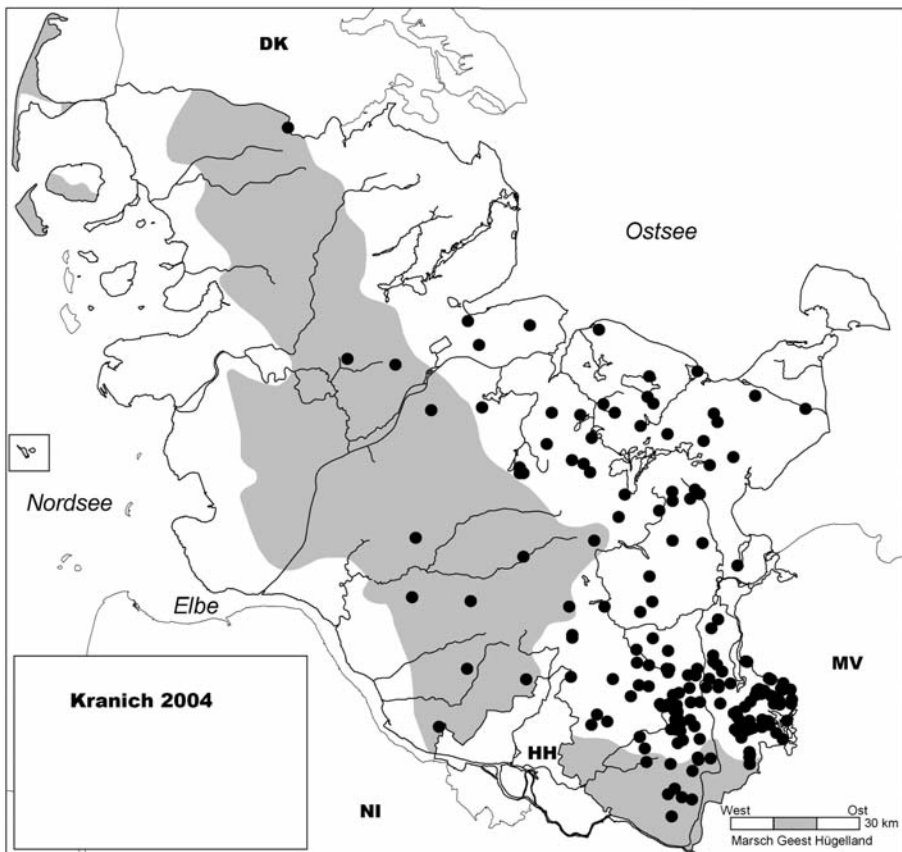 DK
Ostsee
Nordsee
Elbe
MV
Kranich 2004
HH
NI
West Ost
30 km
Marsch Geest Hügelland